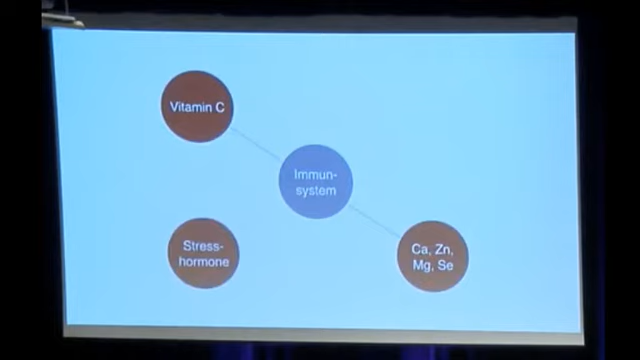 Vitamin C
Immun-
system
Stress-
hormone
Ca, Zn,
Mg, Se